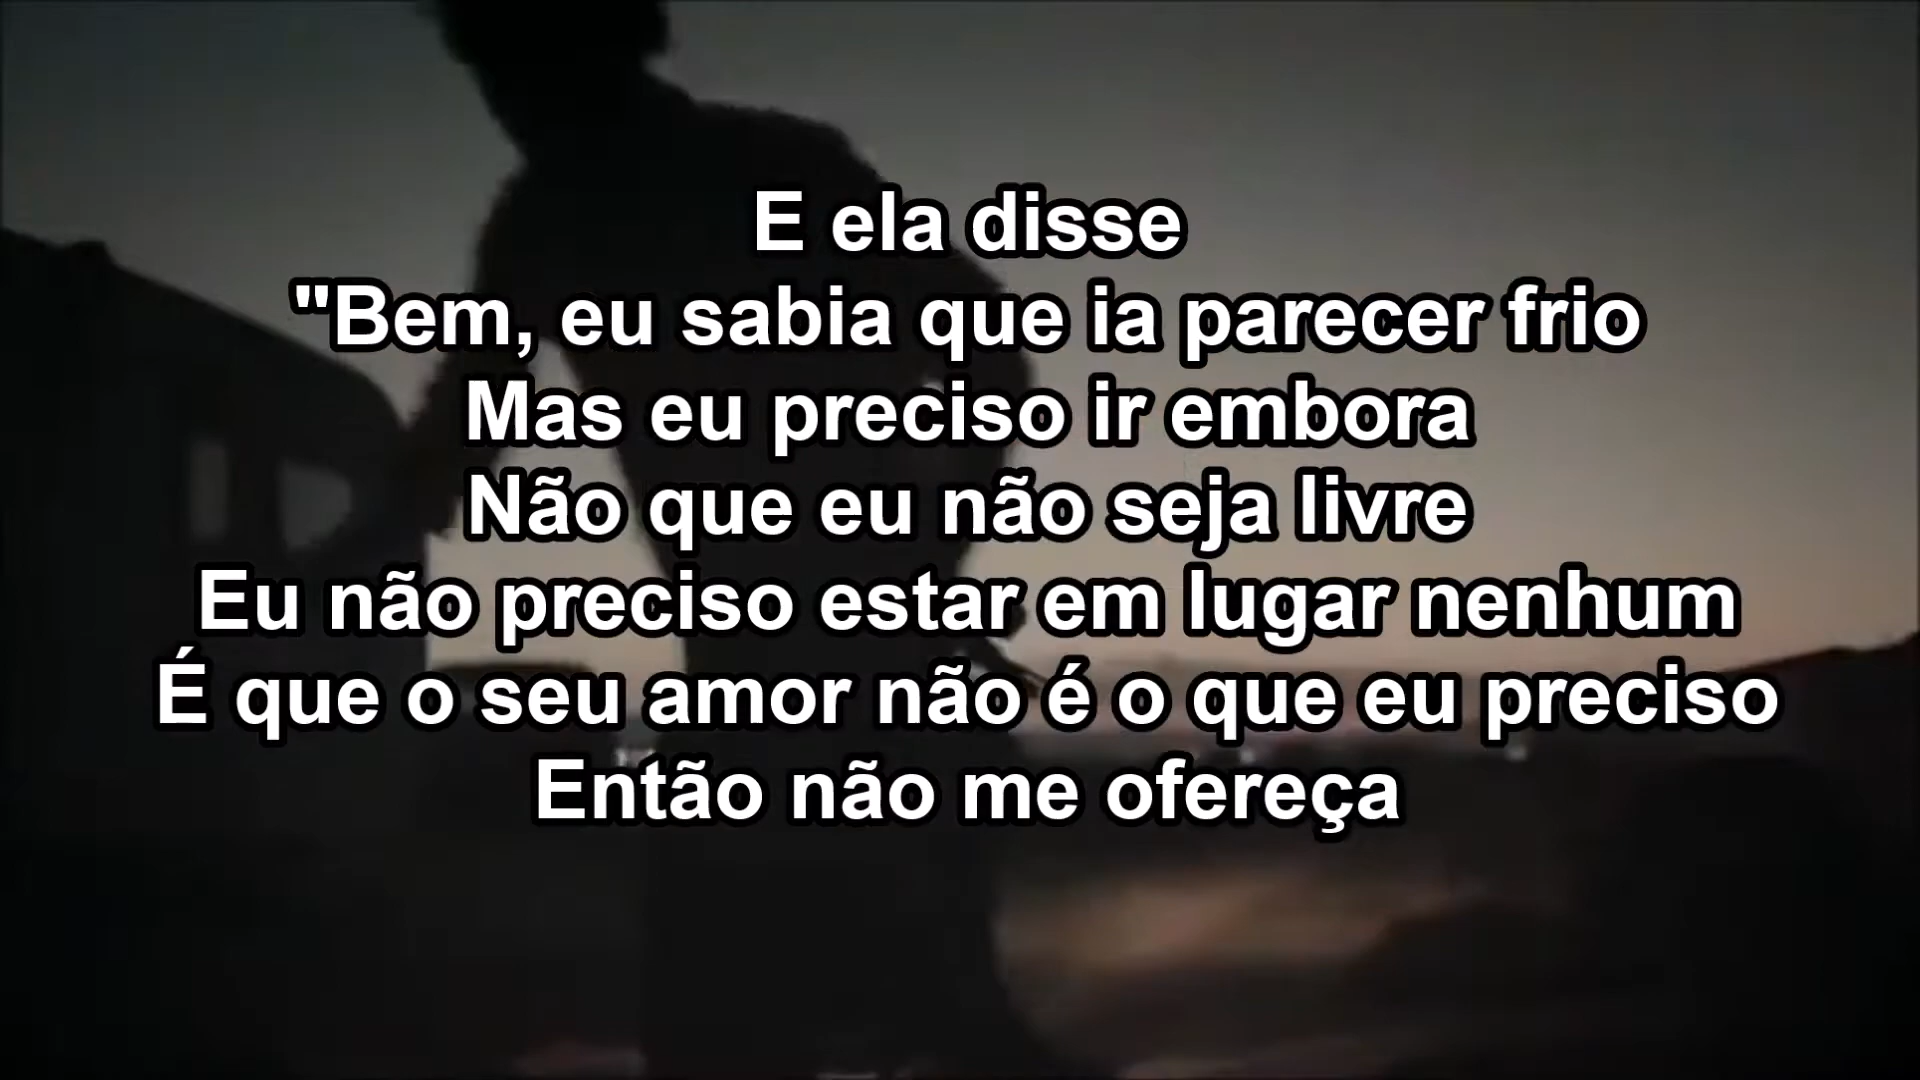 E ela disse
"Bem, eu sabia que ia parecer frio
Mas eu preciso ir embora
Não que eu não seja livre
Eu não preciso estar em lugar nenhum
É que o seu amor não é o que eu preciso
Então não me ofereça